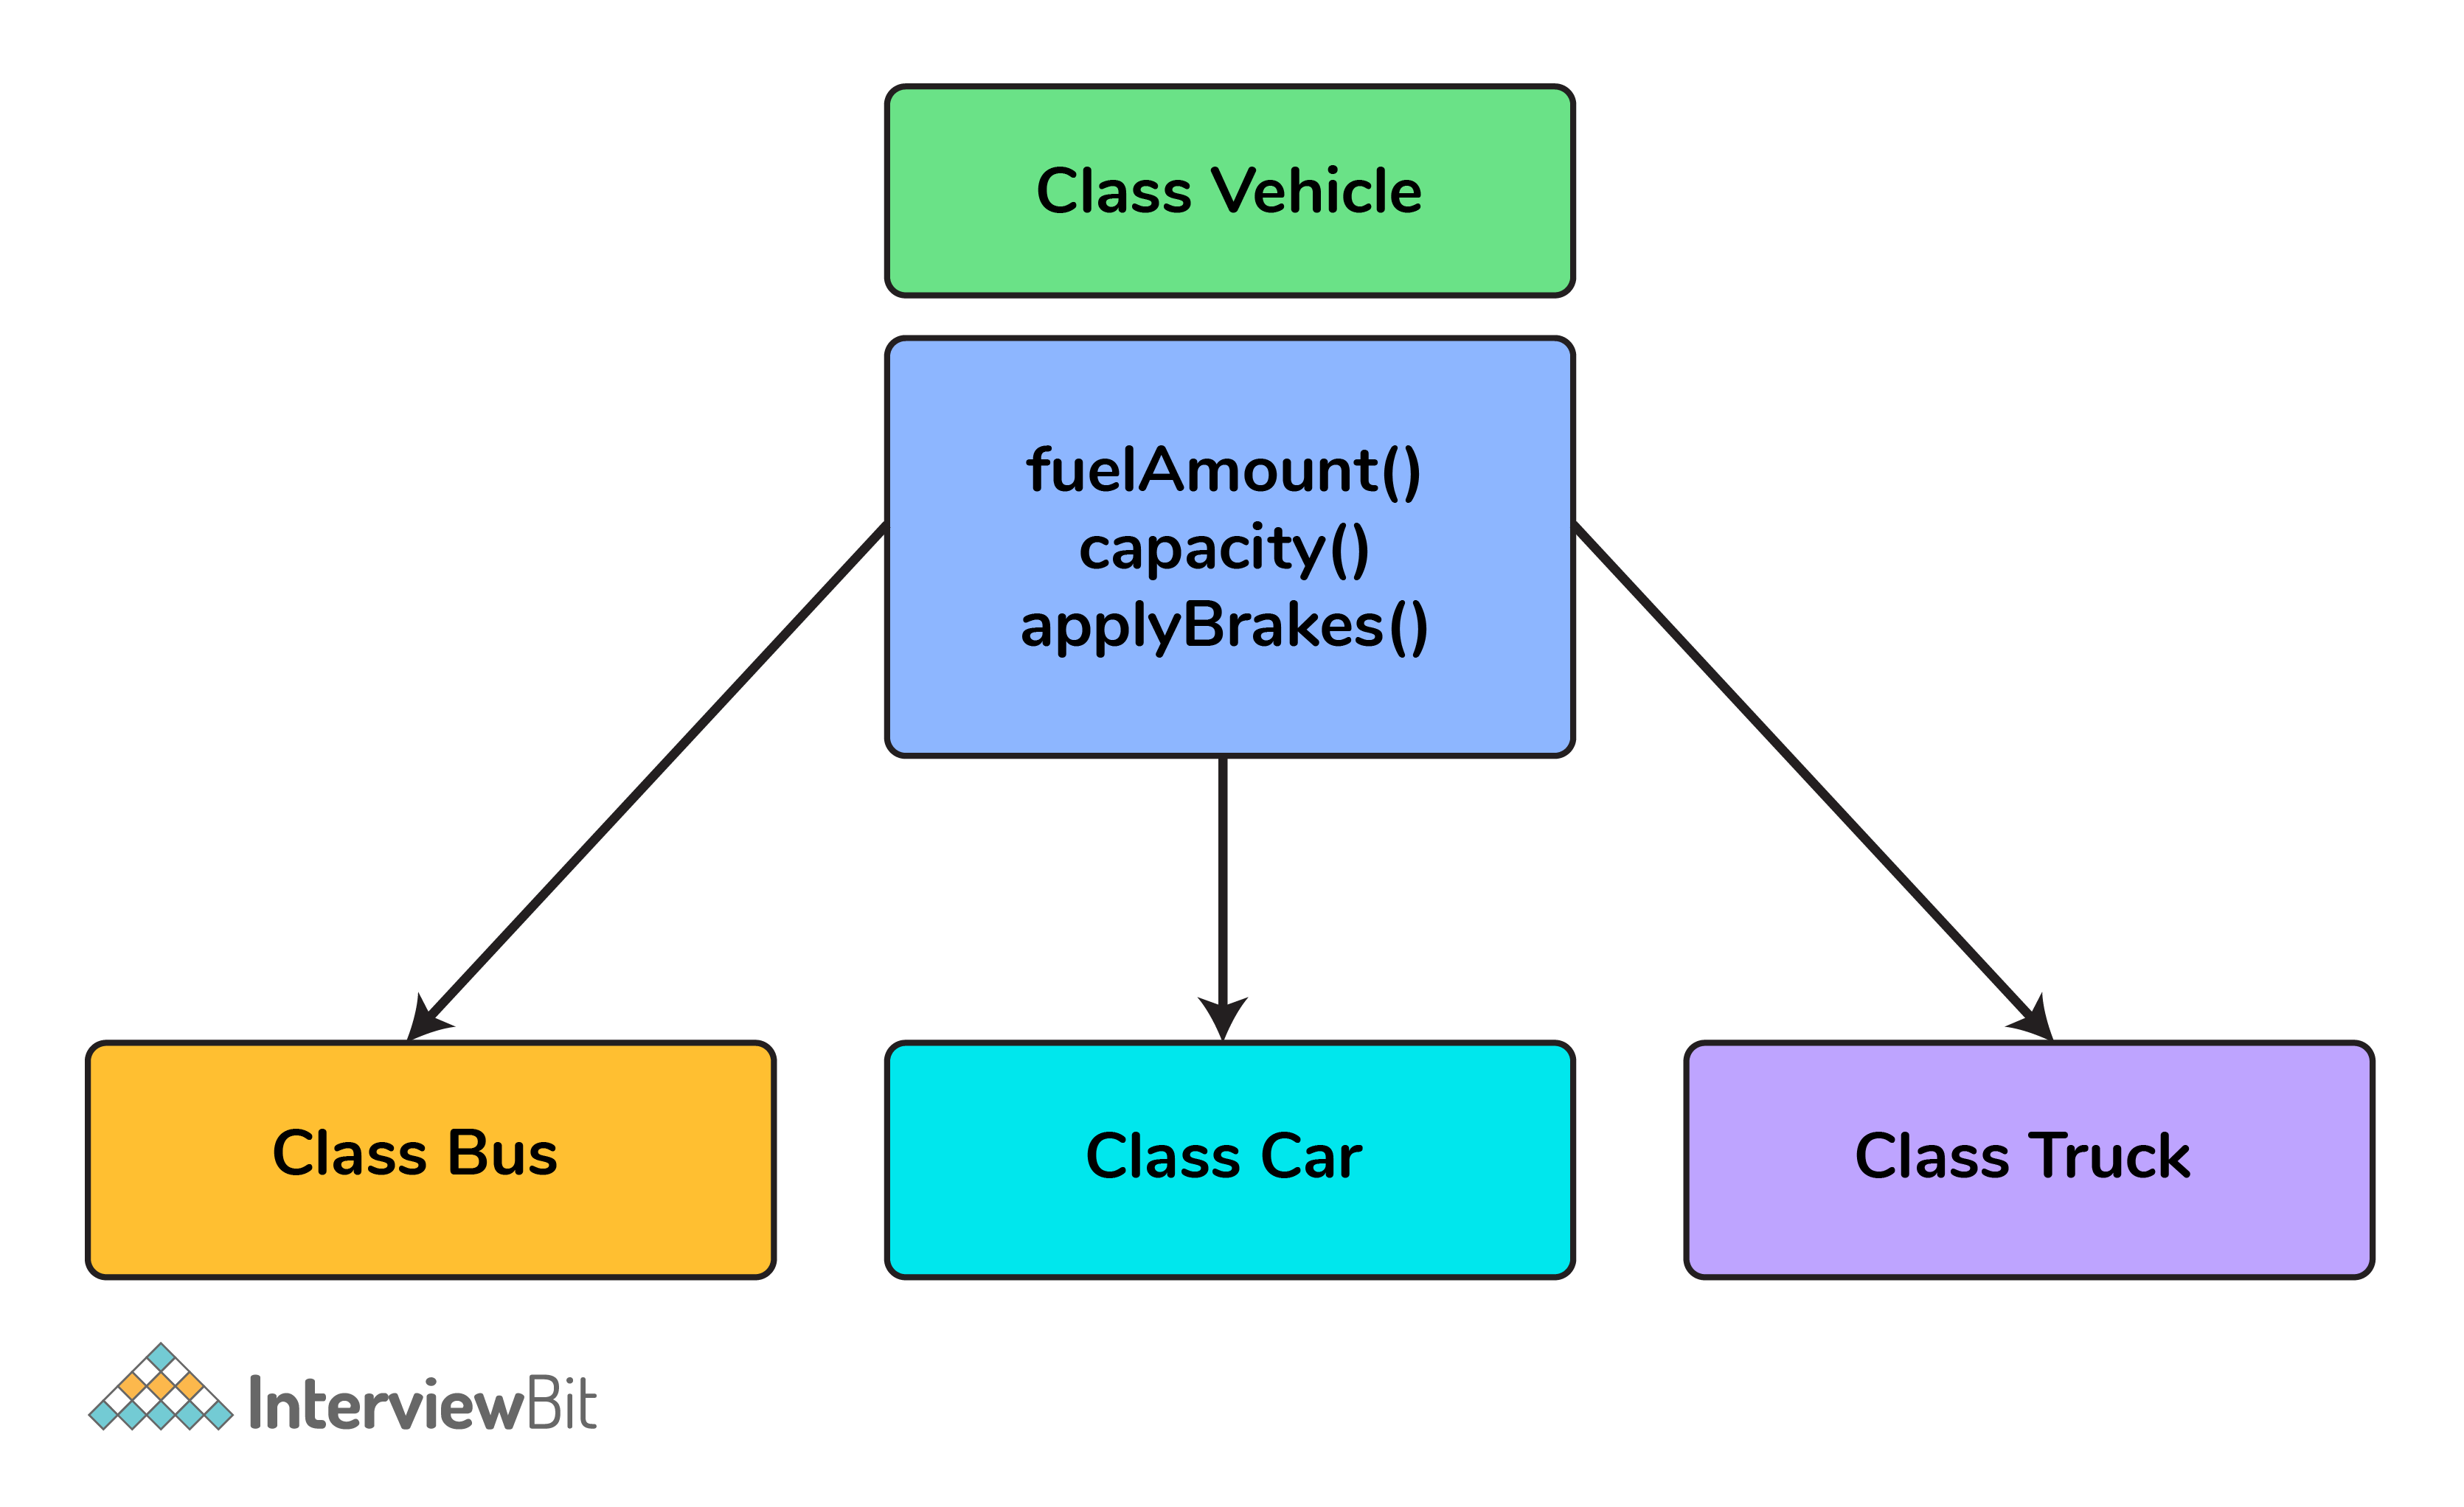 Class Vehicle
fuelAmount()
capacity()
applyBrakes()
Class Bus
Class Car
Class Truck
InterviewBit